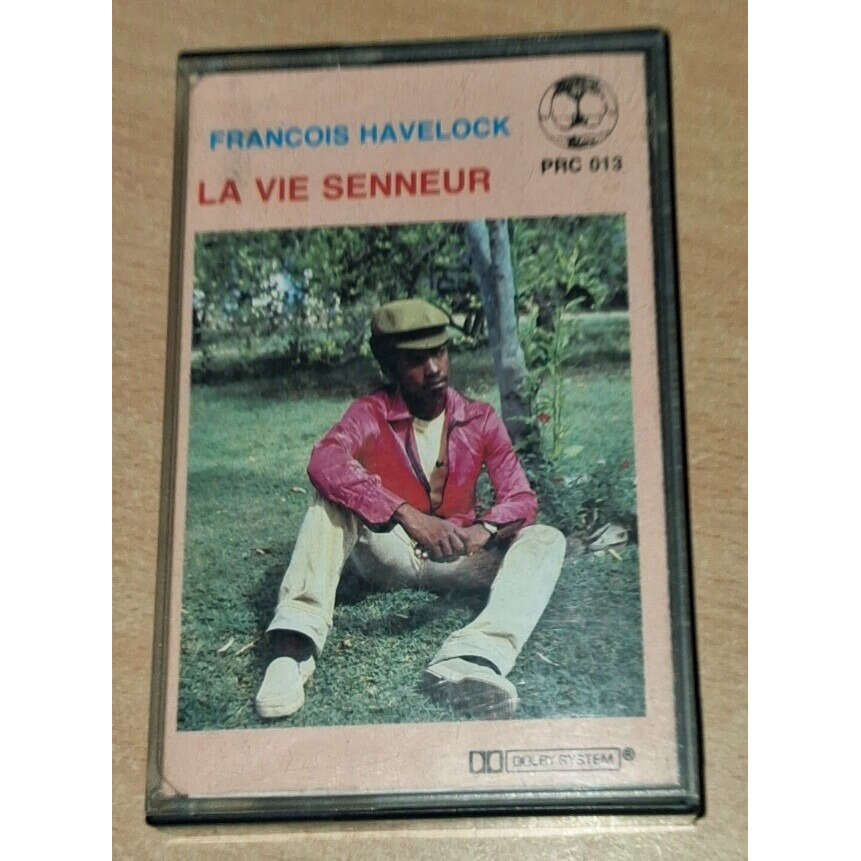 FRANCOIS HAVELOCK
PRC 013
LA VIE SENNEUR
DOLBY SYSTEM ®